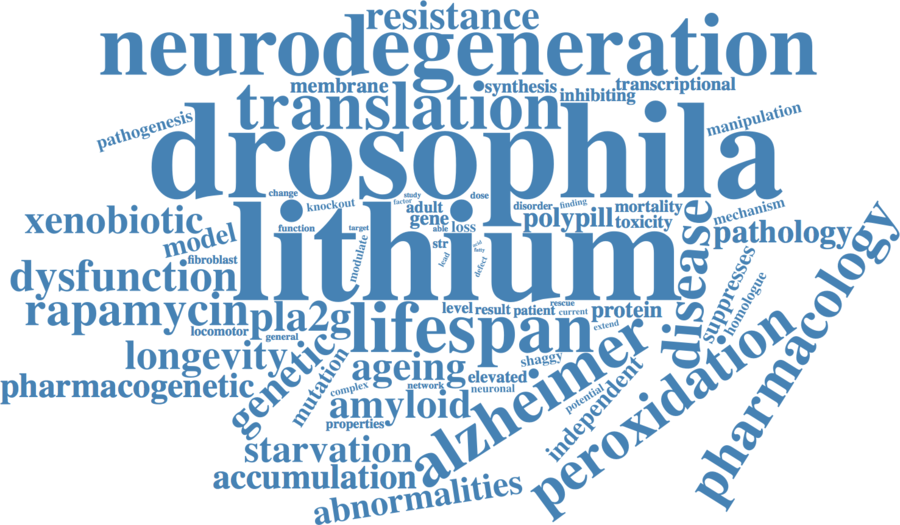 resistance
neurodegeneration
membrane
synthesis
transcriptional
translation
inhibiting
pathogenesis
manipulation
drosophila
change
knockout
study
factor
dose
adult
disorder
finding
mortality
mechanism
xenobiotic
gene
able
loss
polypill
toxicity
function
target
lithium
model
str
acid
fatty
pathology
disease
fibroblast
modulate
lead
defect
dysfunction
suppresses
homologue
pharmacology
rapamycin
pla2g
level
result
patient
rescue
current
protein
locomotor
general
lifespan
extend
longevity
genetic
mutation
ageing
shaggy
alzheimer
peroxidation
pharmacogenetic
complex
network
elevated
neuronal
potential
independent
amyloid
properties
starvation
accumulation
abnormalities